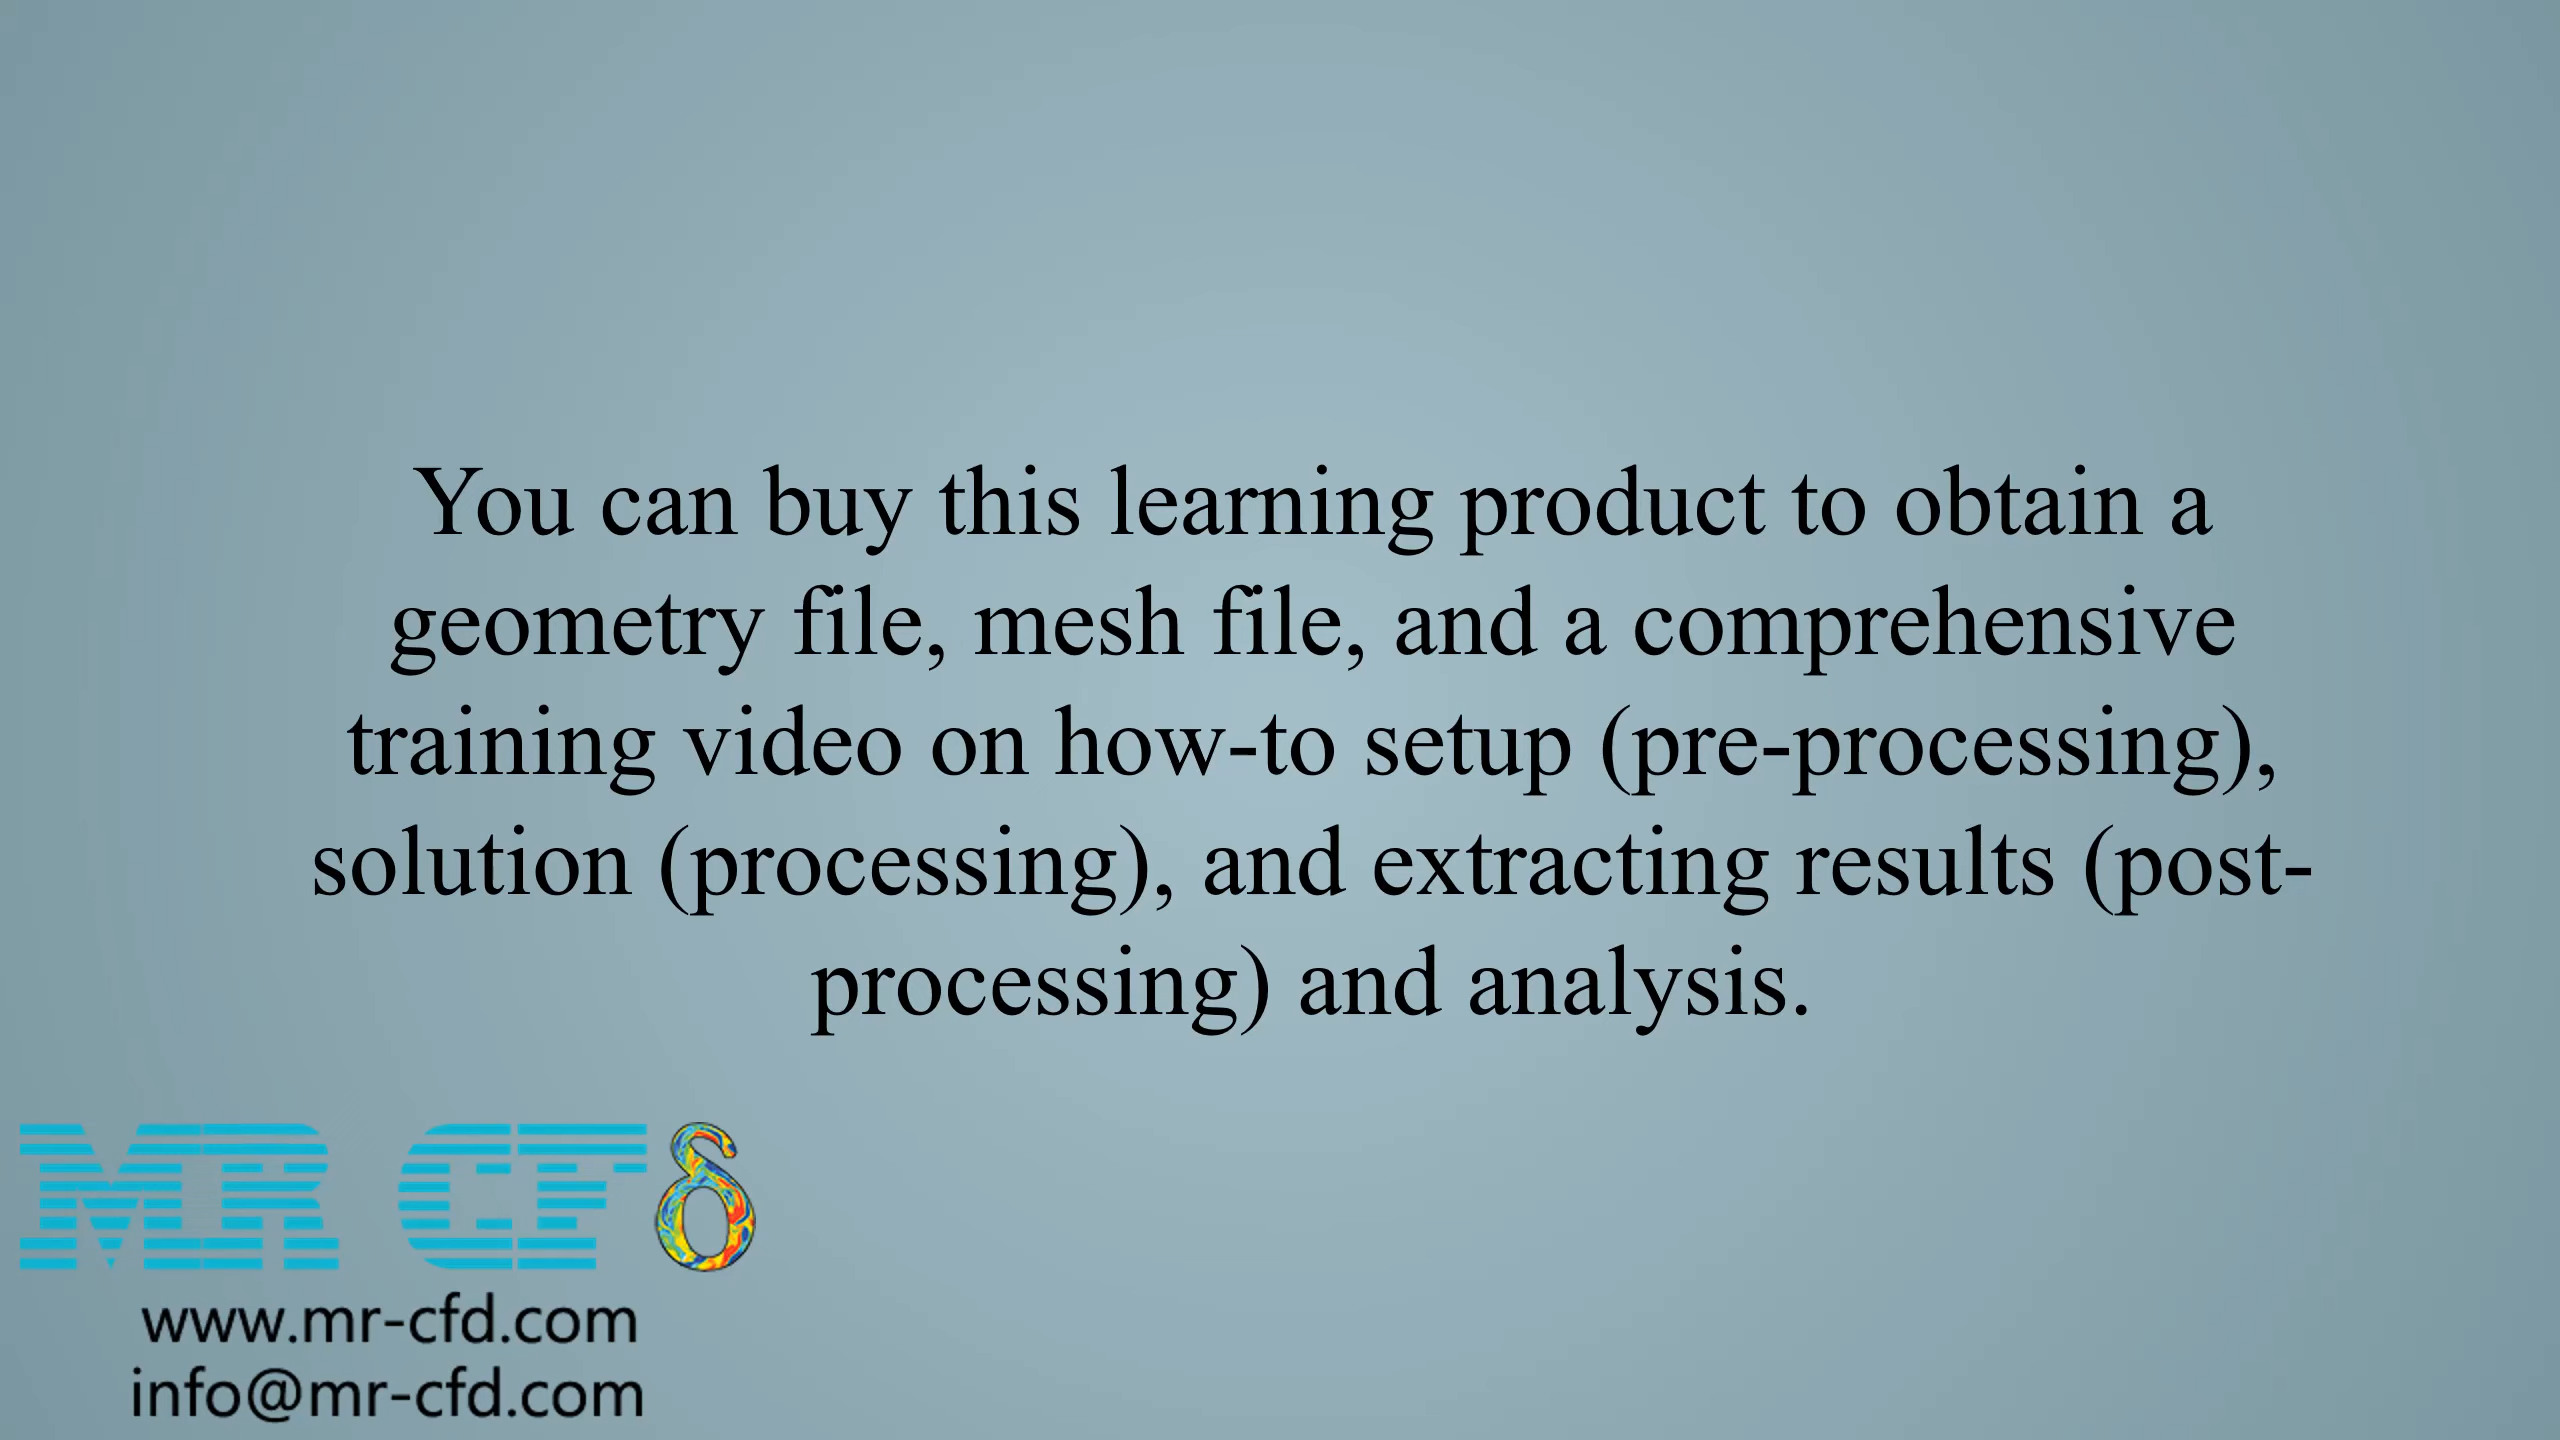 You can buy this learning product to obtain a
geometry file, mesh file, and a comprehensive
training video on how-to setup (pre-processing),
solution (processing), and extracting results (post-
processing) and analysis.
MR CFδ
www.mr-cfd.com
info@mr-cfd.com